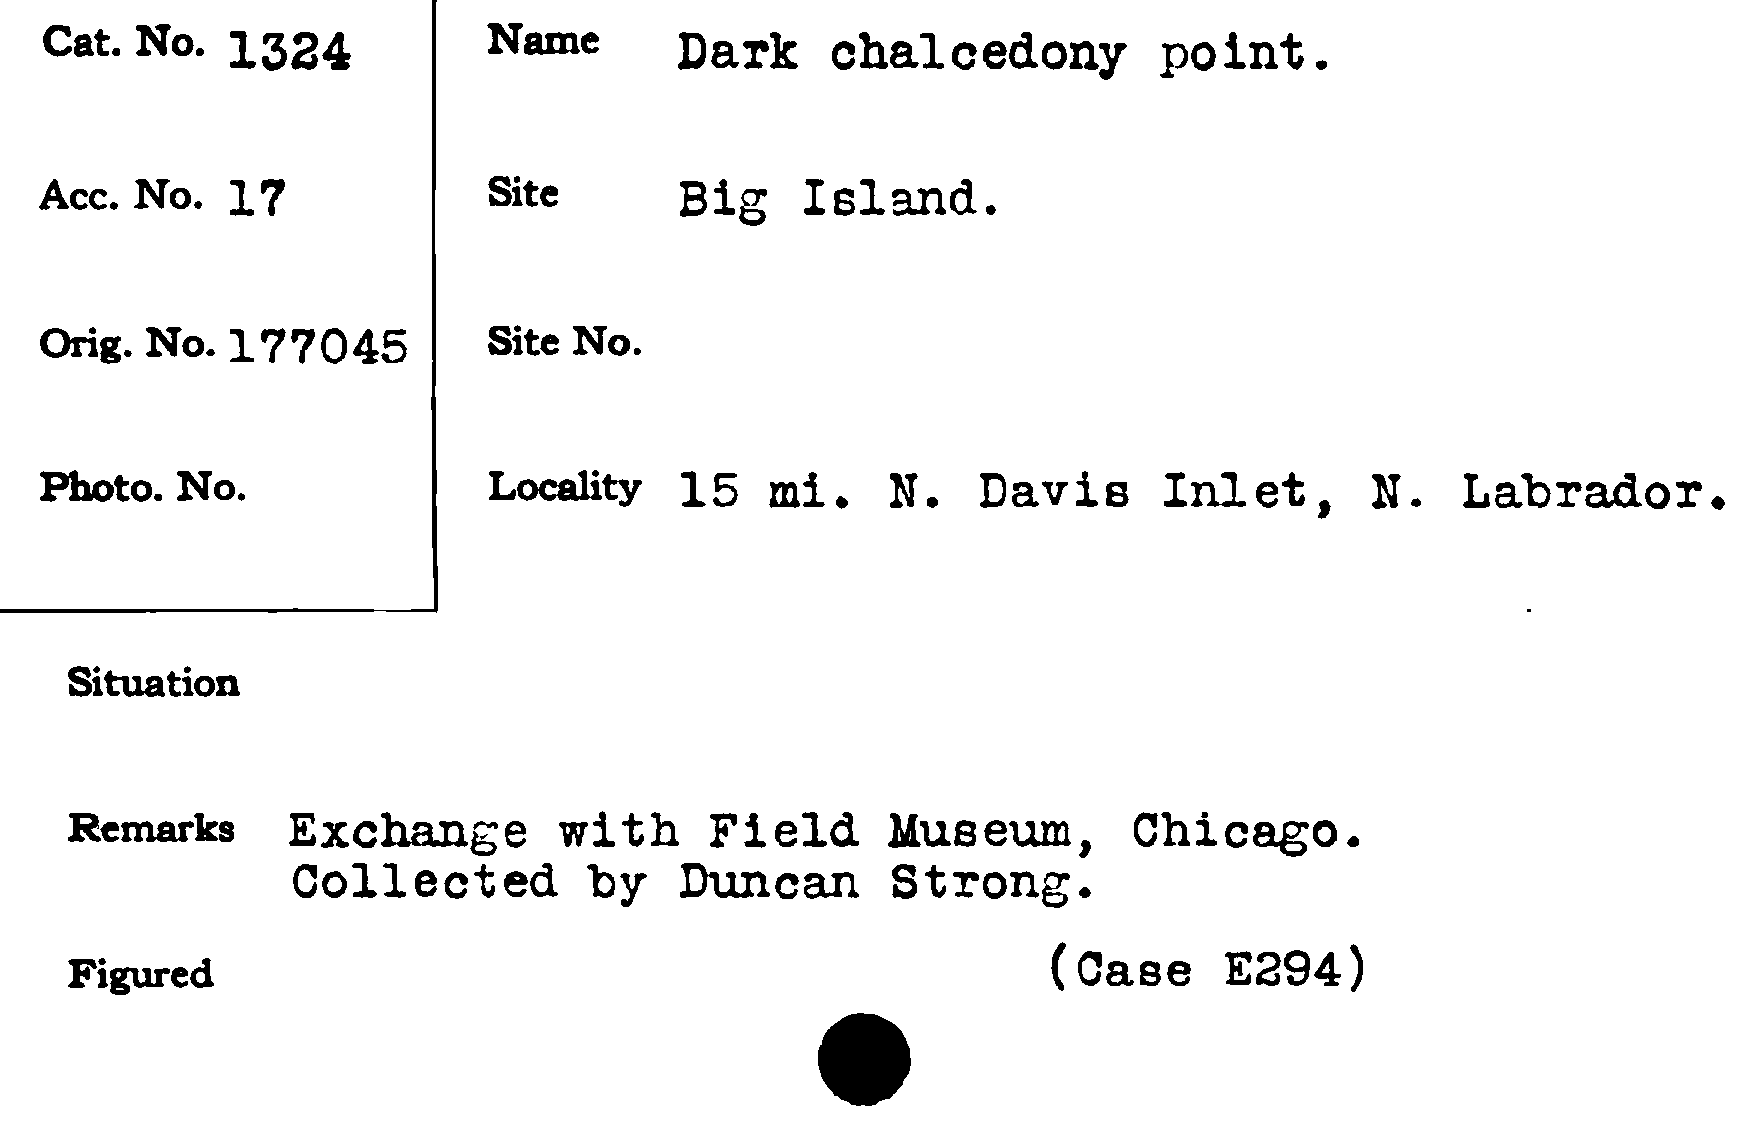 Cat. No. 1324
Name Dark chalcedony point.
Acc. No. 17
Site Big Island.
Orig. No. 177045
Site No.
Photo. No.
Locality 15 mi. N. Davis Inlet, N. Labrador.
Situation
Remarks Exchange with Field Museum, Chicago.
Collected by Duncan Strong.
Figured (Case E294)